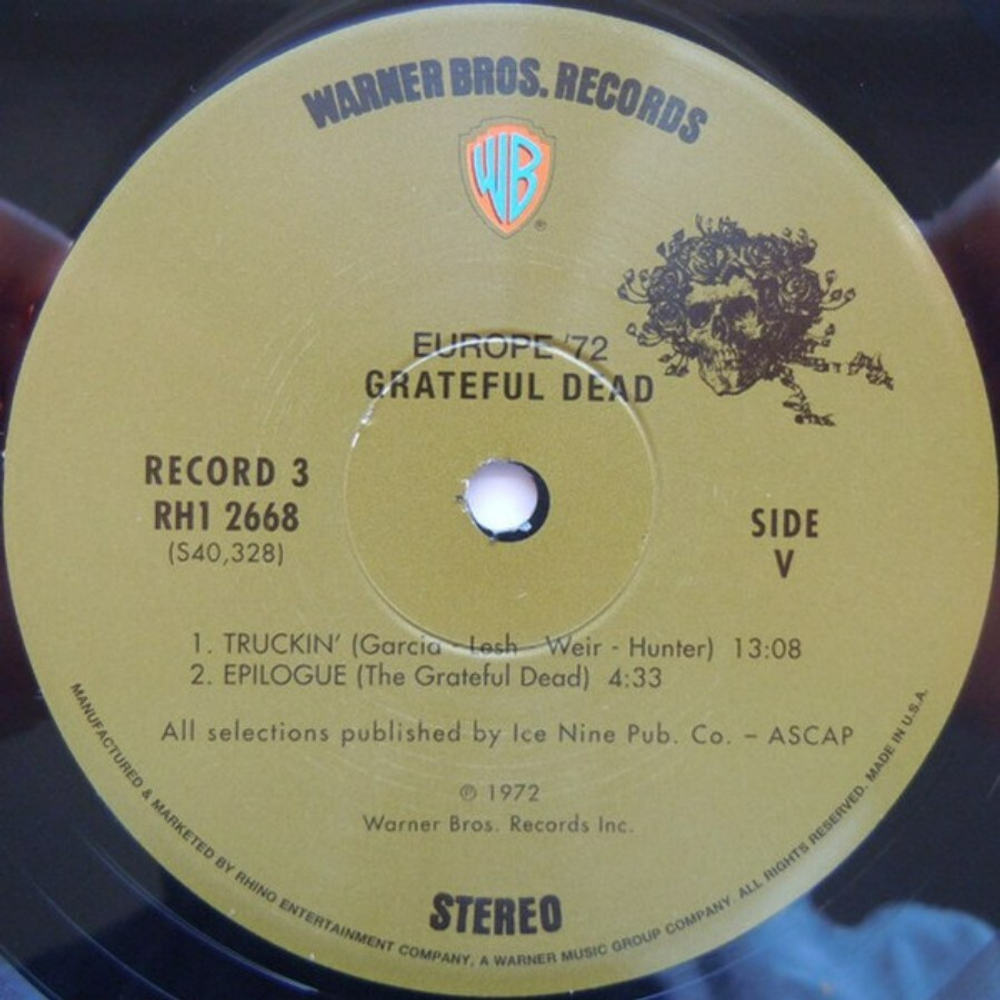 WARNER BROS. RECORDS
WB
®
EUROPE '72
GRATEFUL DEAD
RECORD 3
RH1 2668
(S40,328)
SIDE
V
1. TRUCKIN' (Garcia - Lesh - Weir - Hunter) 13:08
2. EPILOGUE (The Grateful Dead) 4:33
All selections published by Ice Nine Pub. Co. – ASCAP
℗ 1972
Warner Bros. Records Inc.
STEREO
MANUFACTURED & MARKETED BY RHINO ENTERTAINMENT COMPANY, A WARNER MUSIC GROUP COMPANY. ALL RIGHTS RESERVED. MADE IN U.S.A.